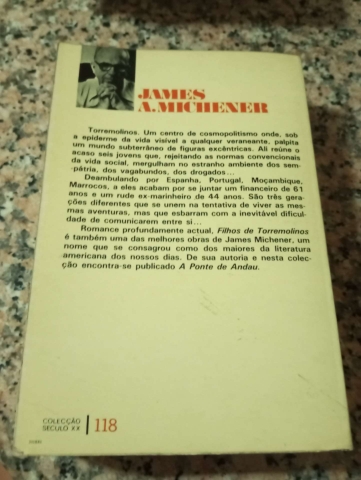 JAMES
A. MICHENER
Torremolinos. Um centro de cosmopolitismo onde, sob
a epiderme da vida visível a qualquer veraneante, palpita
um mundo subterrâneo de figuras excêntricas. Ali reúne o
acaso seis jovens que, rejeitando as normas convencionais
da vida social, mergulham no estranho ambiente dos sem-
-pátria, dos vagabundos, dos drogados...
Deambulando por Espanha, Portugal, Moçambique,
Marrocos, a eles acabam por se juntar um financeiro de 61
anos e um rude ex-marinheiro de 44 anos. São três gera-
ções diferentes que se unem na tentativa de viver as mes-
mas aventuras, mas que esbarram com a inevitável dificul-
dade de comunicarem entre si...
Romance profundamente actual, Filhos de Torremolinos
é também uma das melhores obras de James Michener, um
nome que se consagrou como dos maiores da literatura
americana dos nossos dias. De sua autoria e nesta colec-
ção encontra-se publicado A Ponte de Andau.
COLECÇÃO
SÉCULO XX
118